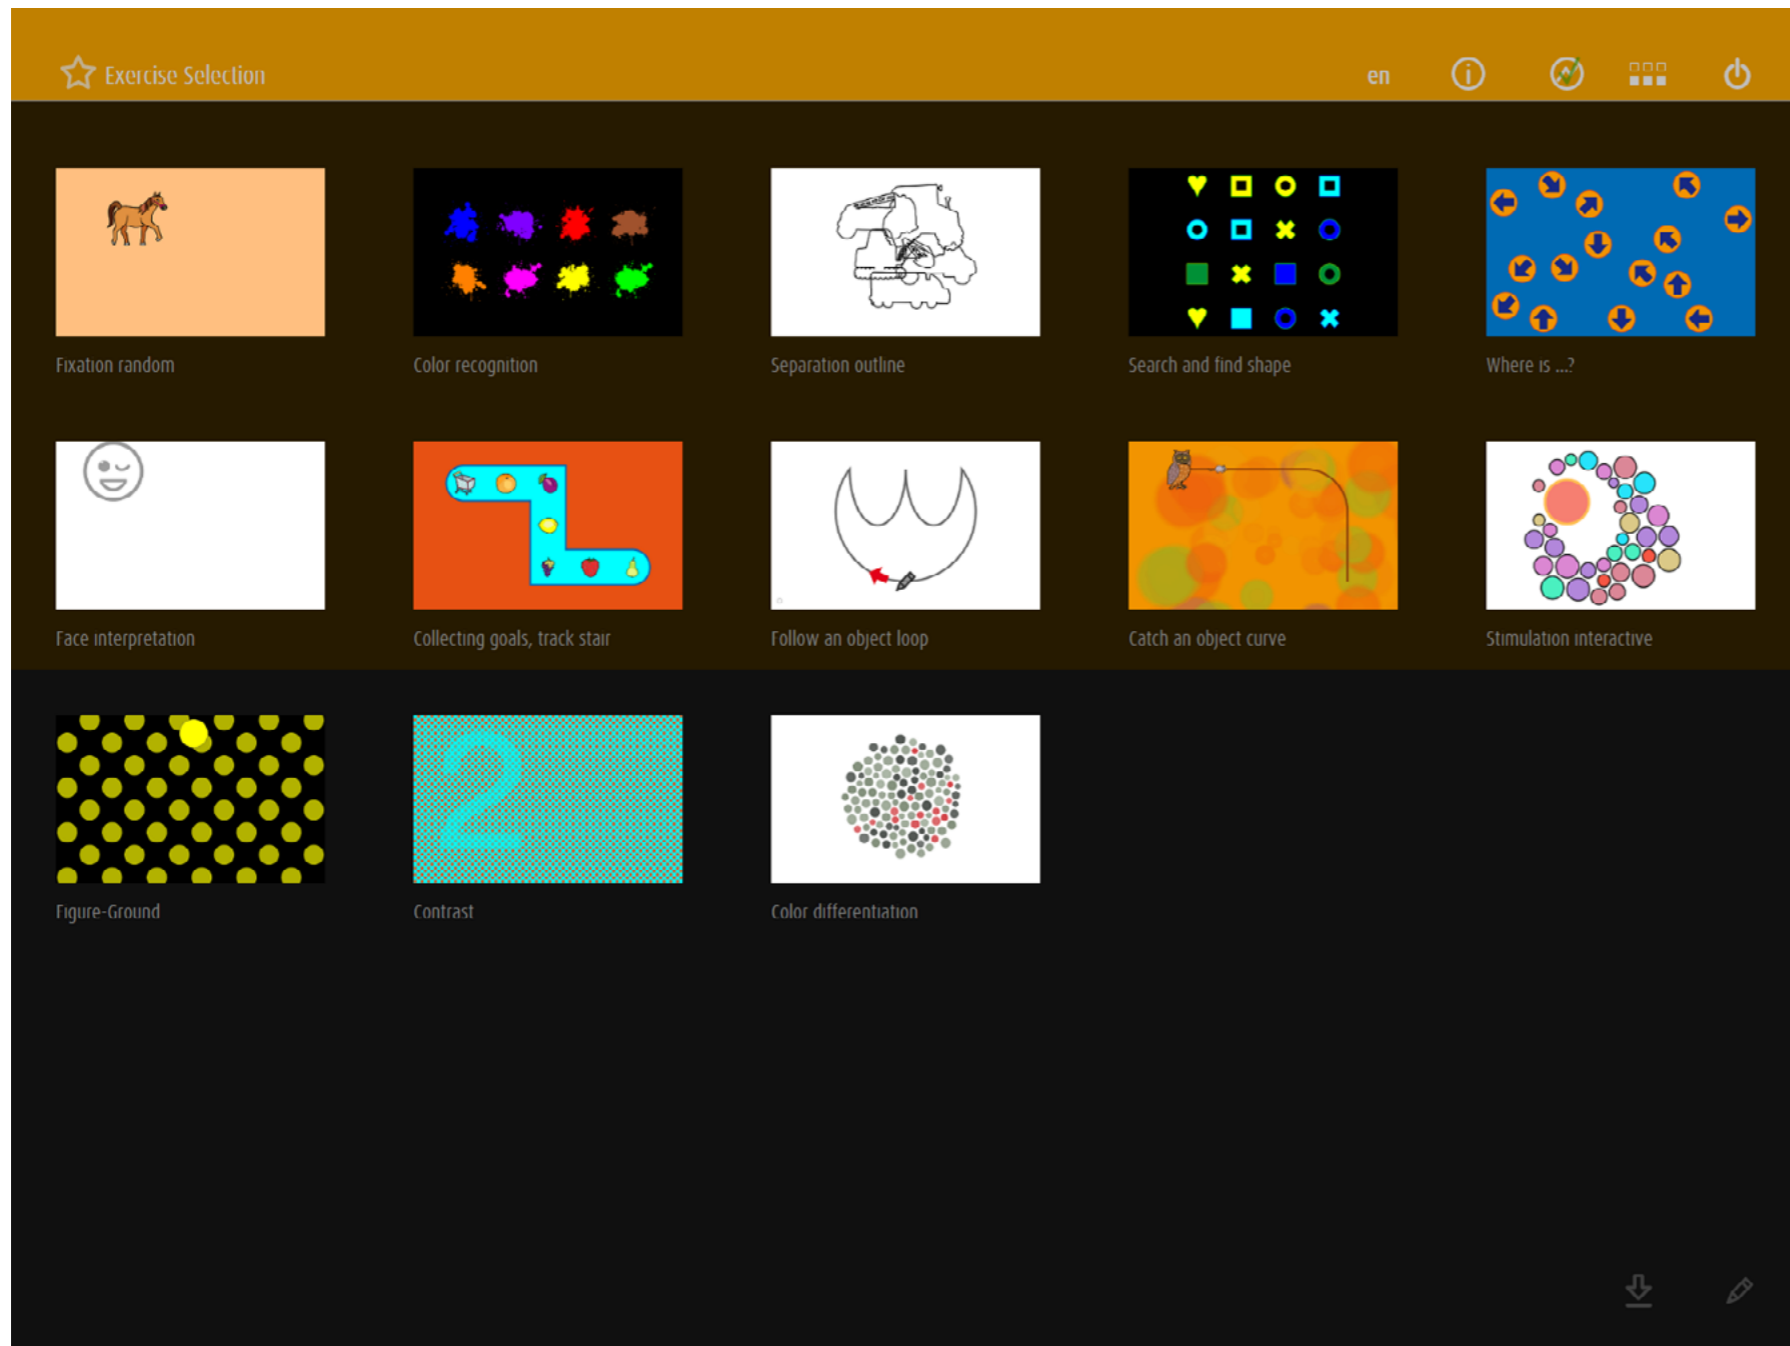 Exercise Selection
en
Fixation random
Color recognition
Separation outline
Search and find shape
Where is ...?
Face interpretation
Collecting goals, track stair
Follow an object loop
Catch an object curve
Stimulation interactive
2
Figure-Ground
Contrast
Color differentiation